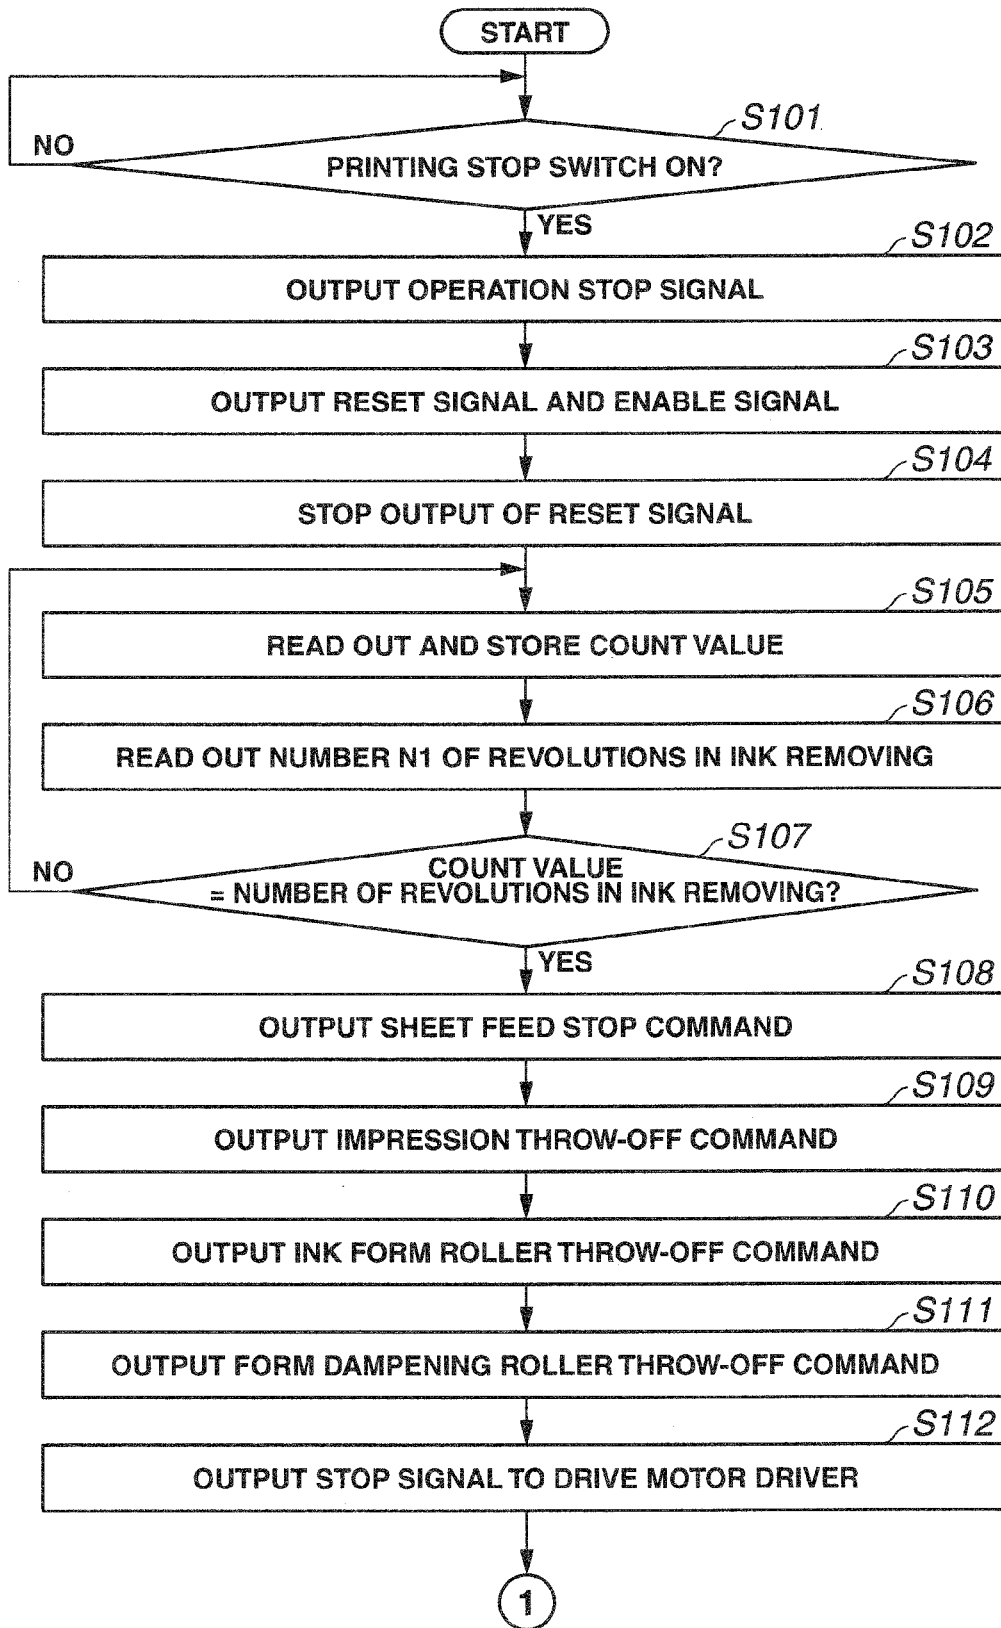 START
NO
S101
PRINTING STOP SWITCH ON?
YES
S102
OUTPUT OPERATION STOP SIGNAL
S103
OUTPUT RESET SIGNAL AND ENABLE SIGNAL
S104
STOP OUTPUT OF RESET SIGNAL
S105
READ OUT AND STORE COUNT VALUE
S106
READ OUT NUMBER N1 OF REVOLUTIONS IN INK REMOVING
S107
NO
COUNT VALUE
= NUMBER OF REVOLUTIONS IN INK REMOVING?
YES
S108
OUTPUT SHEET FEED STOP COMMAND
S109
OUTPUT IMPRESSION THROW-OFF COMMAND
S110
OUTPUT INK FORM ROLLER THROW-OFF COMMAND
S111
OUTPUT FORM DAMPENING ROLLER THROW-OFF COMMAND
S112
OUTPUT STOP SIGNAL TO DRIVE MOTOR DRIVER
1